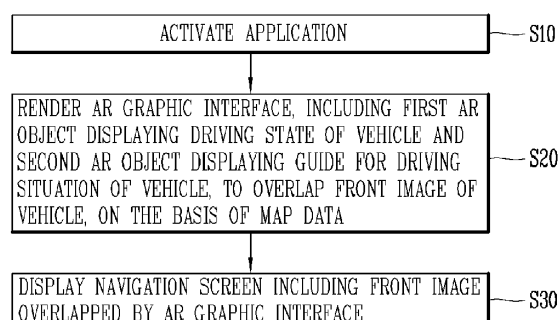 ACTIVATE APPLICATION
S10
RENDER AR GRAPHIC INTERFACE, INCLUDING FIRST AR
OBJECT DISPLAYING DRIVING STATE OF VEHICLE AND
SECOND AR OBJECT DISPLAYING GUIDE FOR DRIVING
SITUATION OF VEHICLE, TO OVERLAP FRONT IMAGE OF
VEHICLE, ON THE BASIS OF MAP DATA
S20
DISPLAY NAVIGATION SCREEN INCLUDING FRONT IMAGE
OVERLAPPED BY AR GRAPHIC INTERFACE
S30